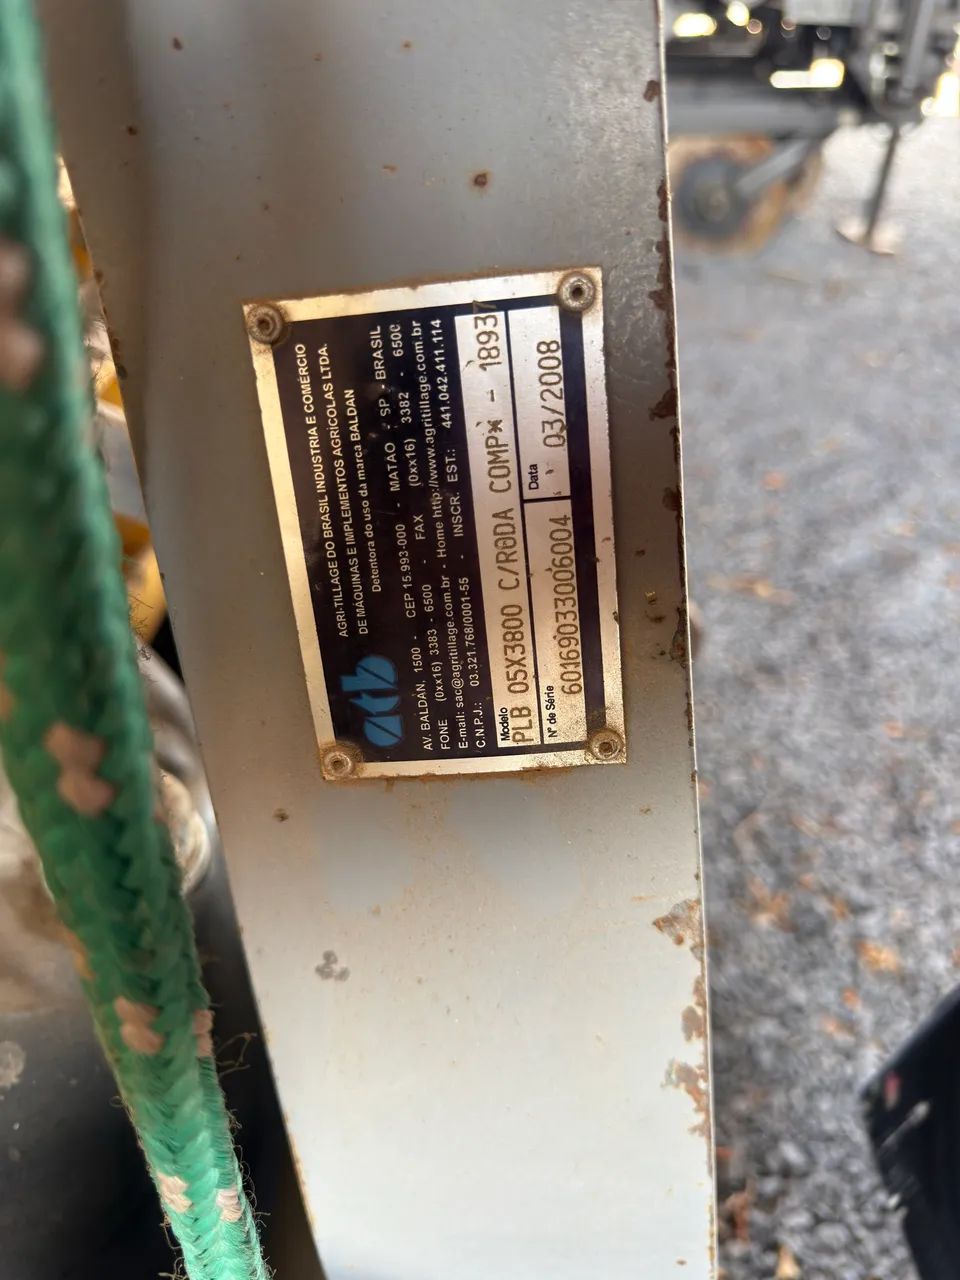 AGRI-TILLAGE DO BRASIL INDUSTRIA E COMÉRCIO
DE MÁQUINAS E IMPLEMENTOS AGRÍCOLAS LTDA.
Detentora do uso da marca BALDAN
atb
AV. BALDAN, 1500 - CEP 15.993-000 - MATÃO - SP - BRASIL
FONE (0xx16) 3383 - 6500 - FAX (0xx16) 3382 - 6500
E-mail: sac@agritillage.com.br - Home http://www.agritillage.com.br
C.N.P.J.: 03.321.768/0001-55 - INSCR. EST.: 441.042.411.114
Modelo
PLB 05X3800 C/RODA COMP* - 18937
Nº de Série
60169033006004
Data
03/2008